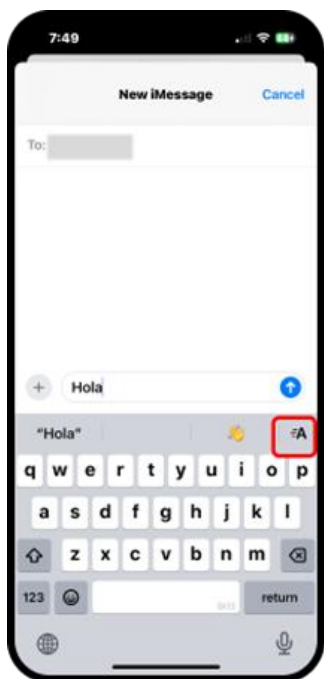 7:49
New iMessage Cancel
To:
Hola
"Hola" A
q w e r t y u i o p
a s d f g h j k l
z x c v b n m
123 return